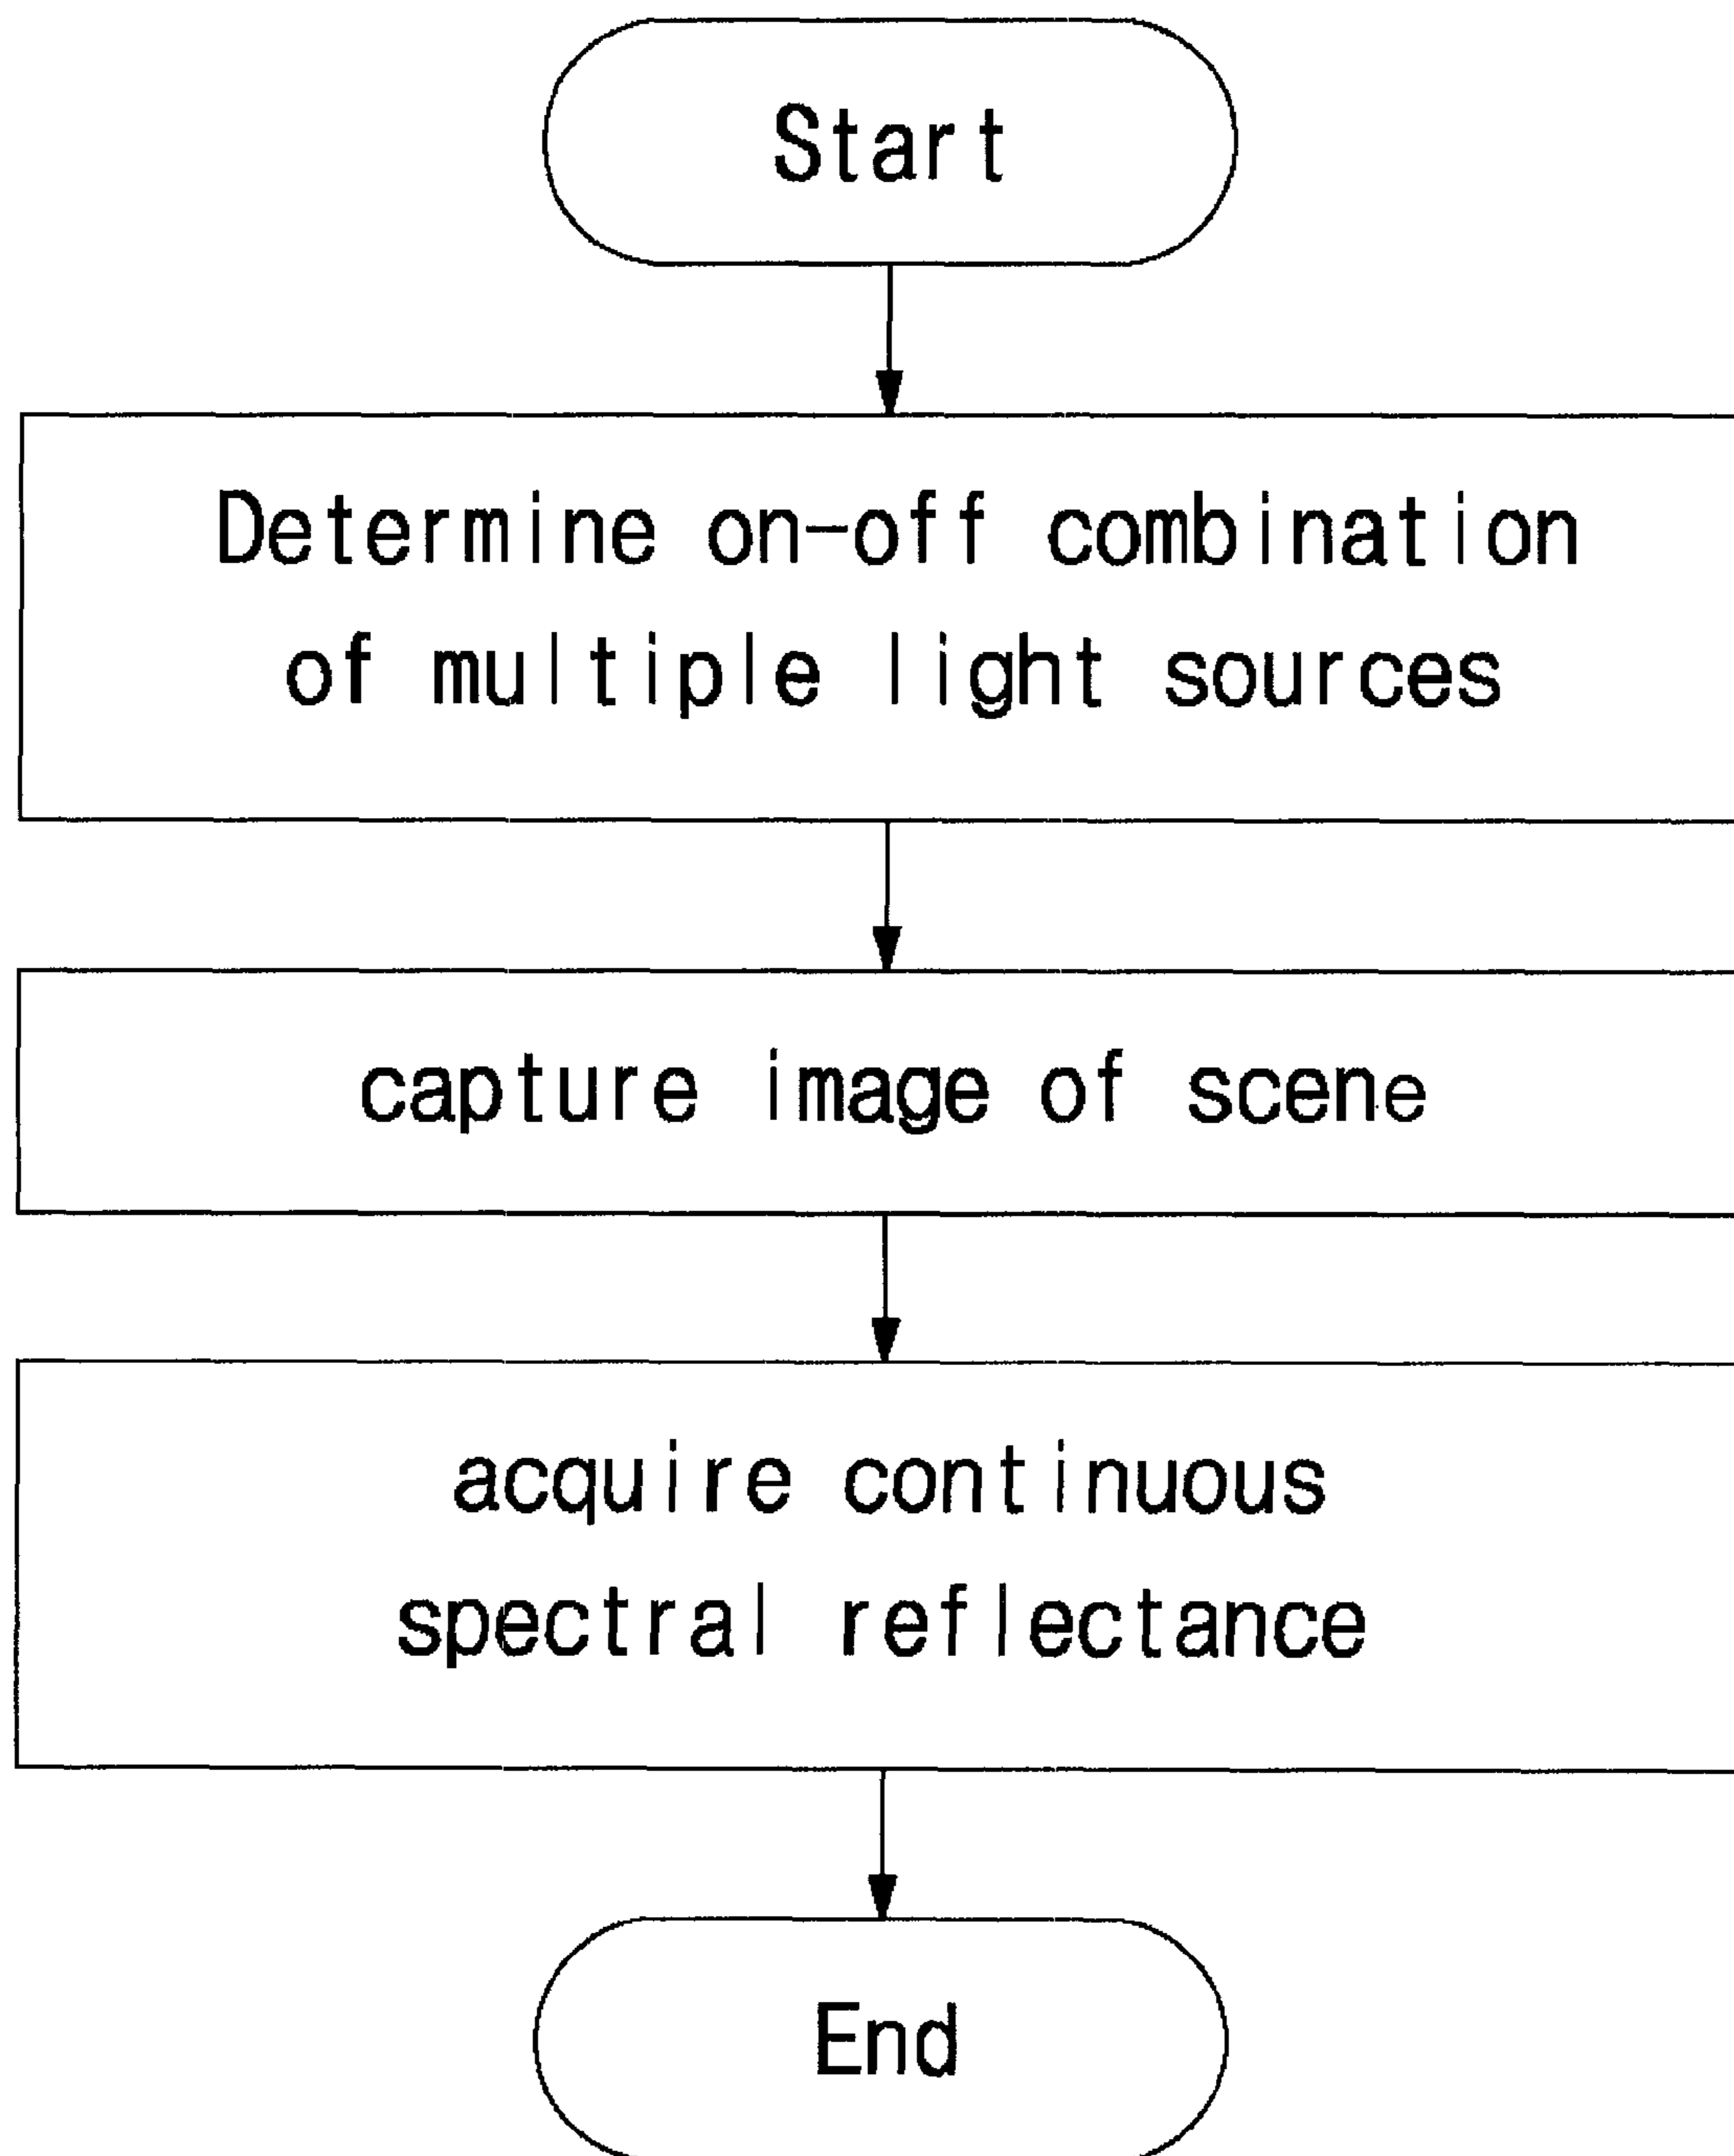 Start
Determine on-off combination
of multiple light sources
capture image of scene
acquire continuous
spectral reflectance
End